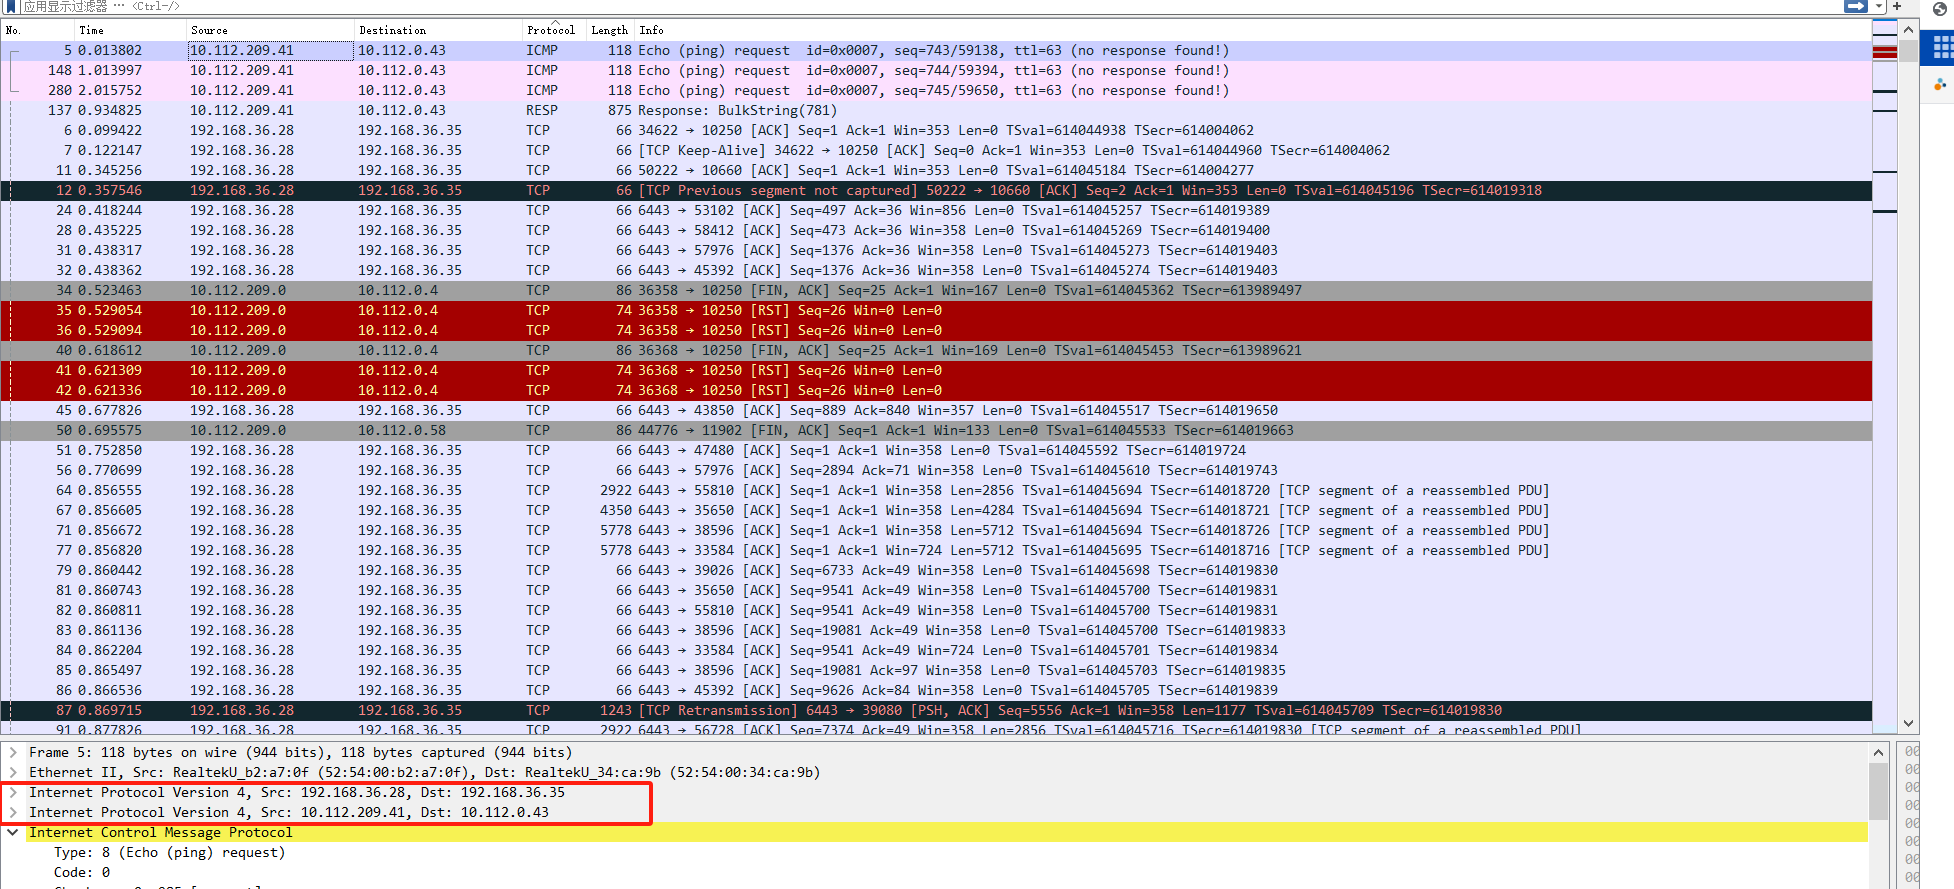 应用显示过滤器 … <Ctrl-/>
No. Time Source Destination Protocol Length Info
5 0.013802 10.112.209.41 10.112.0.43 ICMP 118 Echo (ping) request id=0x0007, seq=743/59138, ttl=63 (no response found!)
148 1.013997 10.112.209.41 10.112.0.43 ICMP 118 Echo (ping) request id=0x0007, seq=744/59394, ttl=63 (no response found!)
280 2.015752 10.112.209.41 10.112.0.43 ICMP 118 Echo (ping) request id=0x0007, seq=745/59650, ttl=63 (no response found!)
137 0.934825 10.112.209.41 10.112.0.43 RESP 875 Response: BulkString(781)
6 0.099422 192.168.36.28 192.168.36.35 TCP 66 34622 → 10250 [ACK] Seq=1 Ack=1 Win=353 Len=0 TSval=614044938 TSecr=614004062
7 0.122147 192.168.36.28 192.168.36.35 TCP 66 [TCP Keep-Alive] 34622 → 10250 [ACK] Seq=0 Ack=1 Win=353 Len=0 TSval=614044960 TSecr=614004062
11 0.345256 192.168.36.28 192.168.36.35 TCP 66 50222 → 10660 [ACK] Seq=1 Ack=1 Win=353 Len=0 TSval=614045184 TSecr=614004277
12 0.357546 192.168.36.28 192.168.36.35 TCP 66 [TCP Previous segment not captured] 50222 → 10660 [ACK] Seq=2 Ack=1 Win=353 Len=0 TSval=614045196 TSecr=614019318
24 0.418244 192.168.36.28 192.168.36.35 TCP 66 6443 → 53102 [ACK] Seq=497 Ack=36 Win=856 Len=0 TSval=614045257 TSecr=614019389
28 0.435225 192.168.36.28 192.168.36.35 TCP 66 6443 → 58412 [ACK] Seq=473 Ack=36 Win=358 Len=0 TSval=614045269 TSecr=614019400
31 0.438317 192.168.36.28 192.168.36.35 TCP 66 6443 → 57976 [ACK] Seq=1376 Ack=36 Win=358 Len=0 TSval=614045273 TSecr=614019403
32 0.438362 192.168.36.28 192.168.36.35 TCP 66 6443 → 45392 [ACK] Seq=1376 Ack=36 Win=358 Len=0 TSval=614045274 TSecr=614019403
34 0.523463 10.112.209.0 10.112.0.4 TCP 86 36358 → 10250 [FIN, ACK] Seq=25 Ack=1 Win=167 Len=0 TSval=614045362 TSecr=613989497
35 0.529054 10.112.209.0 10.112.0.4 TCP 74 36358 → 10250 [RST] Seq=26 Win=0 Len=0
36 0.529094 10.112.209.0 10.112.0.4 TCP 74 36358 → 10250 [RST] Seq=26 Win=0 Len=0
40 0.618612 10.112.209.0 10.112.0.4 TCP 86 36368 → 10250 [FIN, ACK] Seq=25 Ack=1 Win=169 Len=0 TSval=614045453 TSecr=613989621
41 0.621309 10.112.209.0 10.112.0.4 TCP 74 36368 → 10250 [RST] Seq=26 Win=0 Len=0
42 0.621336 10.112.209.0 10.112.0.4 TCP 74 36368 → 10250 [RST] Seq=26 Win=0 Len=0
45 0.677826 192.168.36.28 192.168.36.35 TCP 66 6443 → 43850 [ACK] Seq=889 Ack=840 Win=357 Len=0 TSval=614045517 TSecr=614019650
50 0.695575 10.112.209.0 10.112.0.58 TCP 86 44776 → 11902 [FIN, ACK] Seq=1 Ack=1 Win=133 Len=0 TSval=614045533 TSecr=614019663
51 0.752850 192.168.36.28 192.168.36.35 TCP 66 6443 → 47480 [ACK] Seq=1 Ack=1 Win=358 Len=0 TSval=614045592 TSecr=614019724
56 0.770699 192.168.36.28 192.168.36.35 TCP 66 6443 → 57976 [ACK] Seq=2894 Ack=71 Win=358 Len=0 TSval=614045610 TSecr=614019743
64 0.856555 192.168.36.28 192.168.36.35 TCP 2922 6443 → 55810 [ACK] Seq=1 Ack=1 Win=358 Len=2856 TSval=614045694 TSecr=614018720 [TCP segment of a reassembled PDU]
67 0.856605 192.168.36.28 192.168.36.35 TCP 4350 6443 → 35650 [ACK] Seq=1 Ack=1 Win=358 Len=4284 TSval=614045694 TSecr=614018721 [TCP segment of a reassembled PDU]
71 0.856672 192.168.36.28 192.168.36.35 TCP 5778 6443 → 38596 [ACK] Seq=1 Ack=1 Win=358 Len=5712 TSval=614045694 TSecr=614018726 [TCP segment of a reassembled PDU]
77 0.856820 192.168.36.28 192.168.36.35 TCP 5778 6443 → 33584 [ACK] Seq=1 Ack=1 Win=724 Len=5712 TSval=614045695 TSecr=614018716 [TCP segment of a reassembled PDU]
79 0.860442 192.168.36.28 192.168.36.35 TCP 66 6443 → 39026 [ACK] Seq=6733 Ack=49 Win=358 Len=0 TSval=614045698 TSecr=614019830
81 0.860743 192.168.36.28 192.168.36.35 TCP 66 6443 → 35650 [ACK] Seq=9541 Ack=49 Win=358 Len=0 TSval=614045700 TSecr=614019831
82 0.860811 192.168.36.28 192.168.36.35 TCP 66 6443 → 55810 [ACK] Seq=9541 Ack=49 Win=358 Len=0 TSval=614045700 TSecr=614019831
83 0.861136 192.168.36.28 192.168.36.35 TCP 66 6443 → 38596 [ACK] Seq=19081 Ack=49 Win=358 Len=0 TSval=614045700 TSecr=614019833
84 0.862204 192.168.36.28 192.168.36.35 TCP 66 6443 → 33584 [ACK] Seq=9541 Ack=49 Win=724 Len=0 TSval=614045701 TSecr=614019834
85 0.865497 192.168.36.28 192.168.36.35 TCP 66 6443 → 38596 [ACK] Seq=19081 Ack=97 Win=358 Len=0 TSval=614045703 TSecr=614019835
86 0.866536 192.168.36.28 192.168.36.35 TCP 66 6443 → 45392 [ACK] Seq=9626 Ack=84 Win=358 Len=0 TSval=614045705 TSecr=614019839
87 0.869715 192.168.36.28 192.168.36.35 TCP 1243 [TCP Retransmission] 6443 → 39080 [PSH, ACK] Seq=5556 Ack=1 Win=358 Len=1177 TSval=614045709 TSecr=614019830
91 0.877826 192.168.36.28 192.168.36.35 TCP 2922 6443 → 56728 [ACK] Seq=7374 Ack=49 Win=358 Len=2856 TSval=614045716 TSecr=614019830 [TCP segment of a reassembled PDU]
Frame 5: 118 bytes on wire (944 bits), 118 bytes captured (944 bits)
Ethernet II, Src: RealtekU_b2:a7:0f (52:54:00:b2:a7:0f), Dst: RealtekU_34:ca:9b (52:54:00:34:ca:9b)
Internet Protocol Version 4, Src: 192.168.36.28, Dst: 192.168.36.35
Internet Protocol Version 4, Src: 10.112.209.41, Dst: 10.112.0.43
Internet Control Message Protocol
Type: 8 (Echo (ping) request)
Code: 0